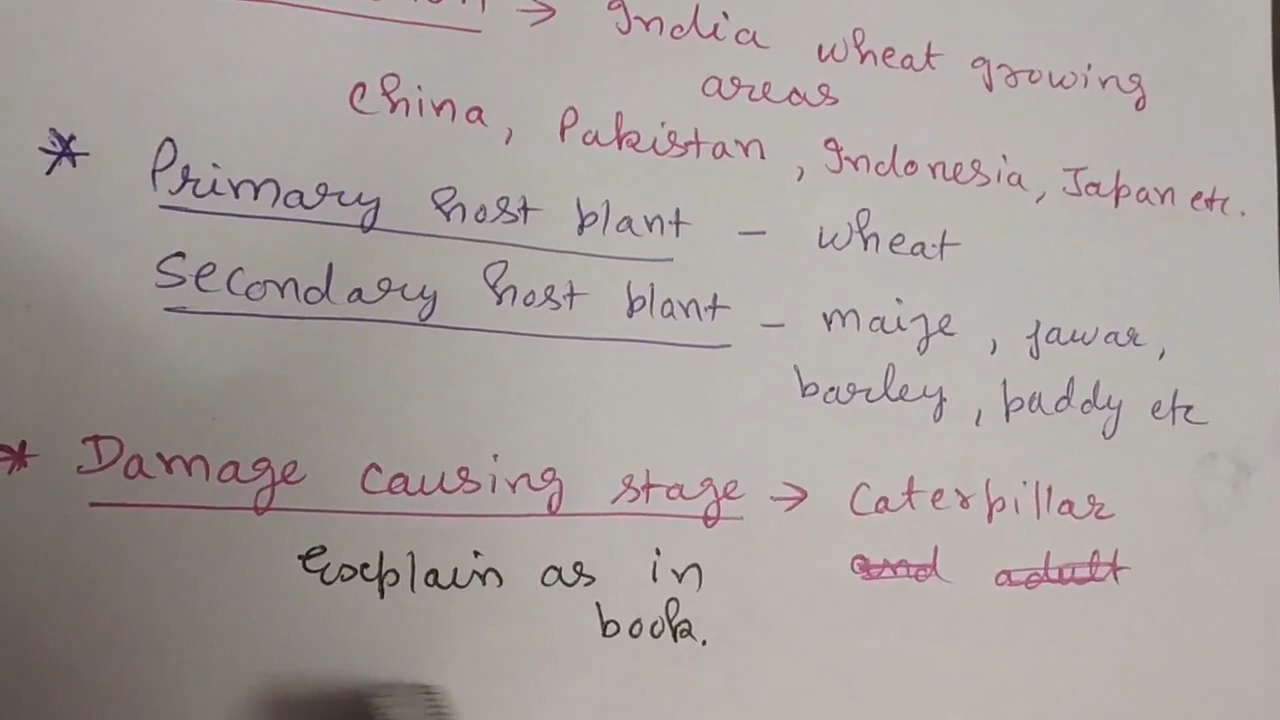 → India wheat growing
areas
China, Pakistan, Indonesia, Japan etc.
* Primary host plant - wheat
Secondary host plant - maize, jawar,
barley, paddy etc
* Damage causing stage → Caterpillar
and adult
Explain as in
book.